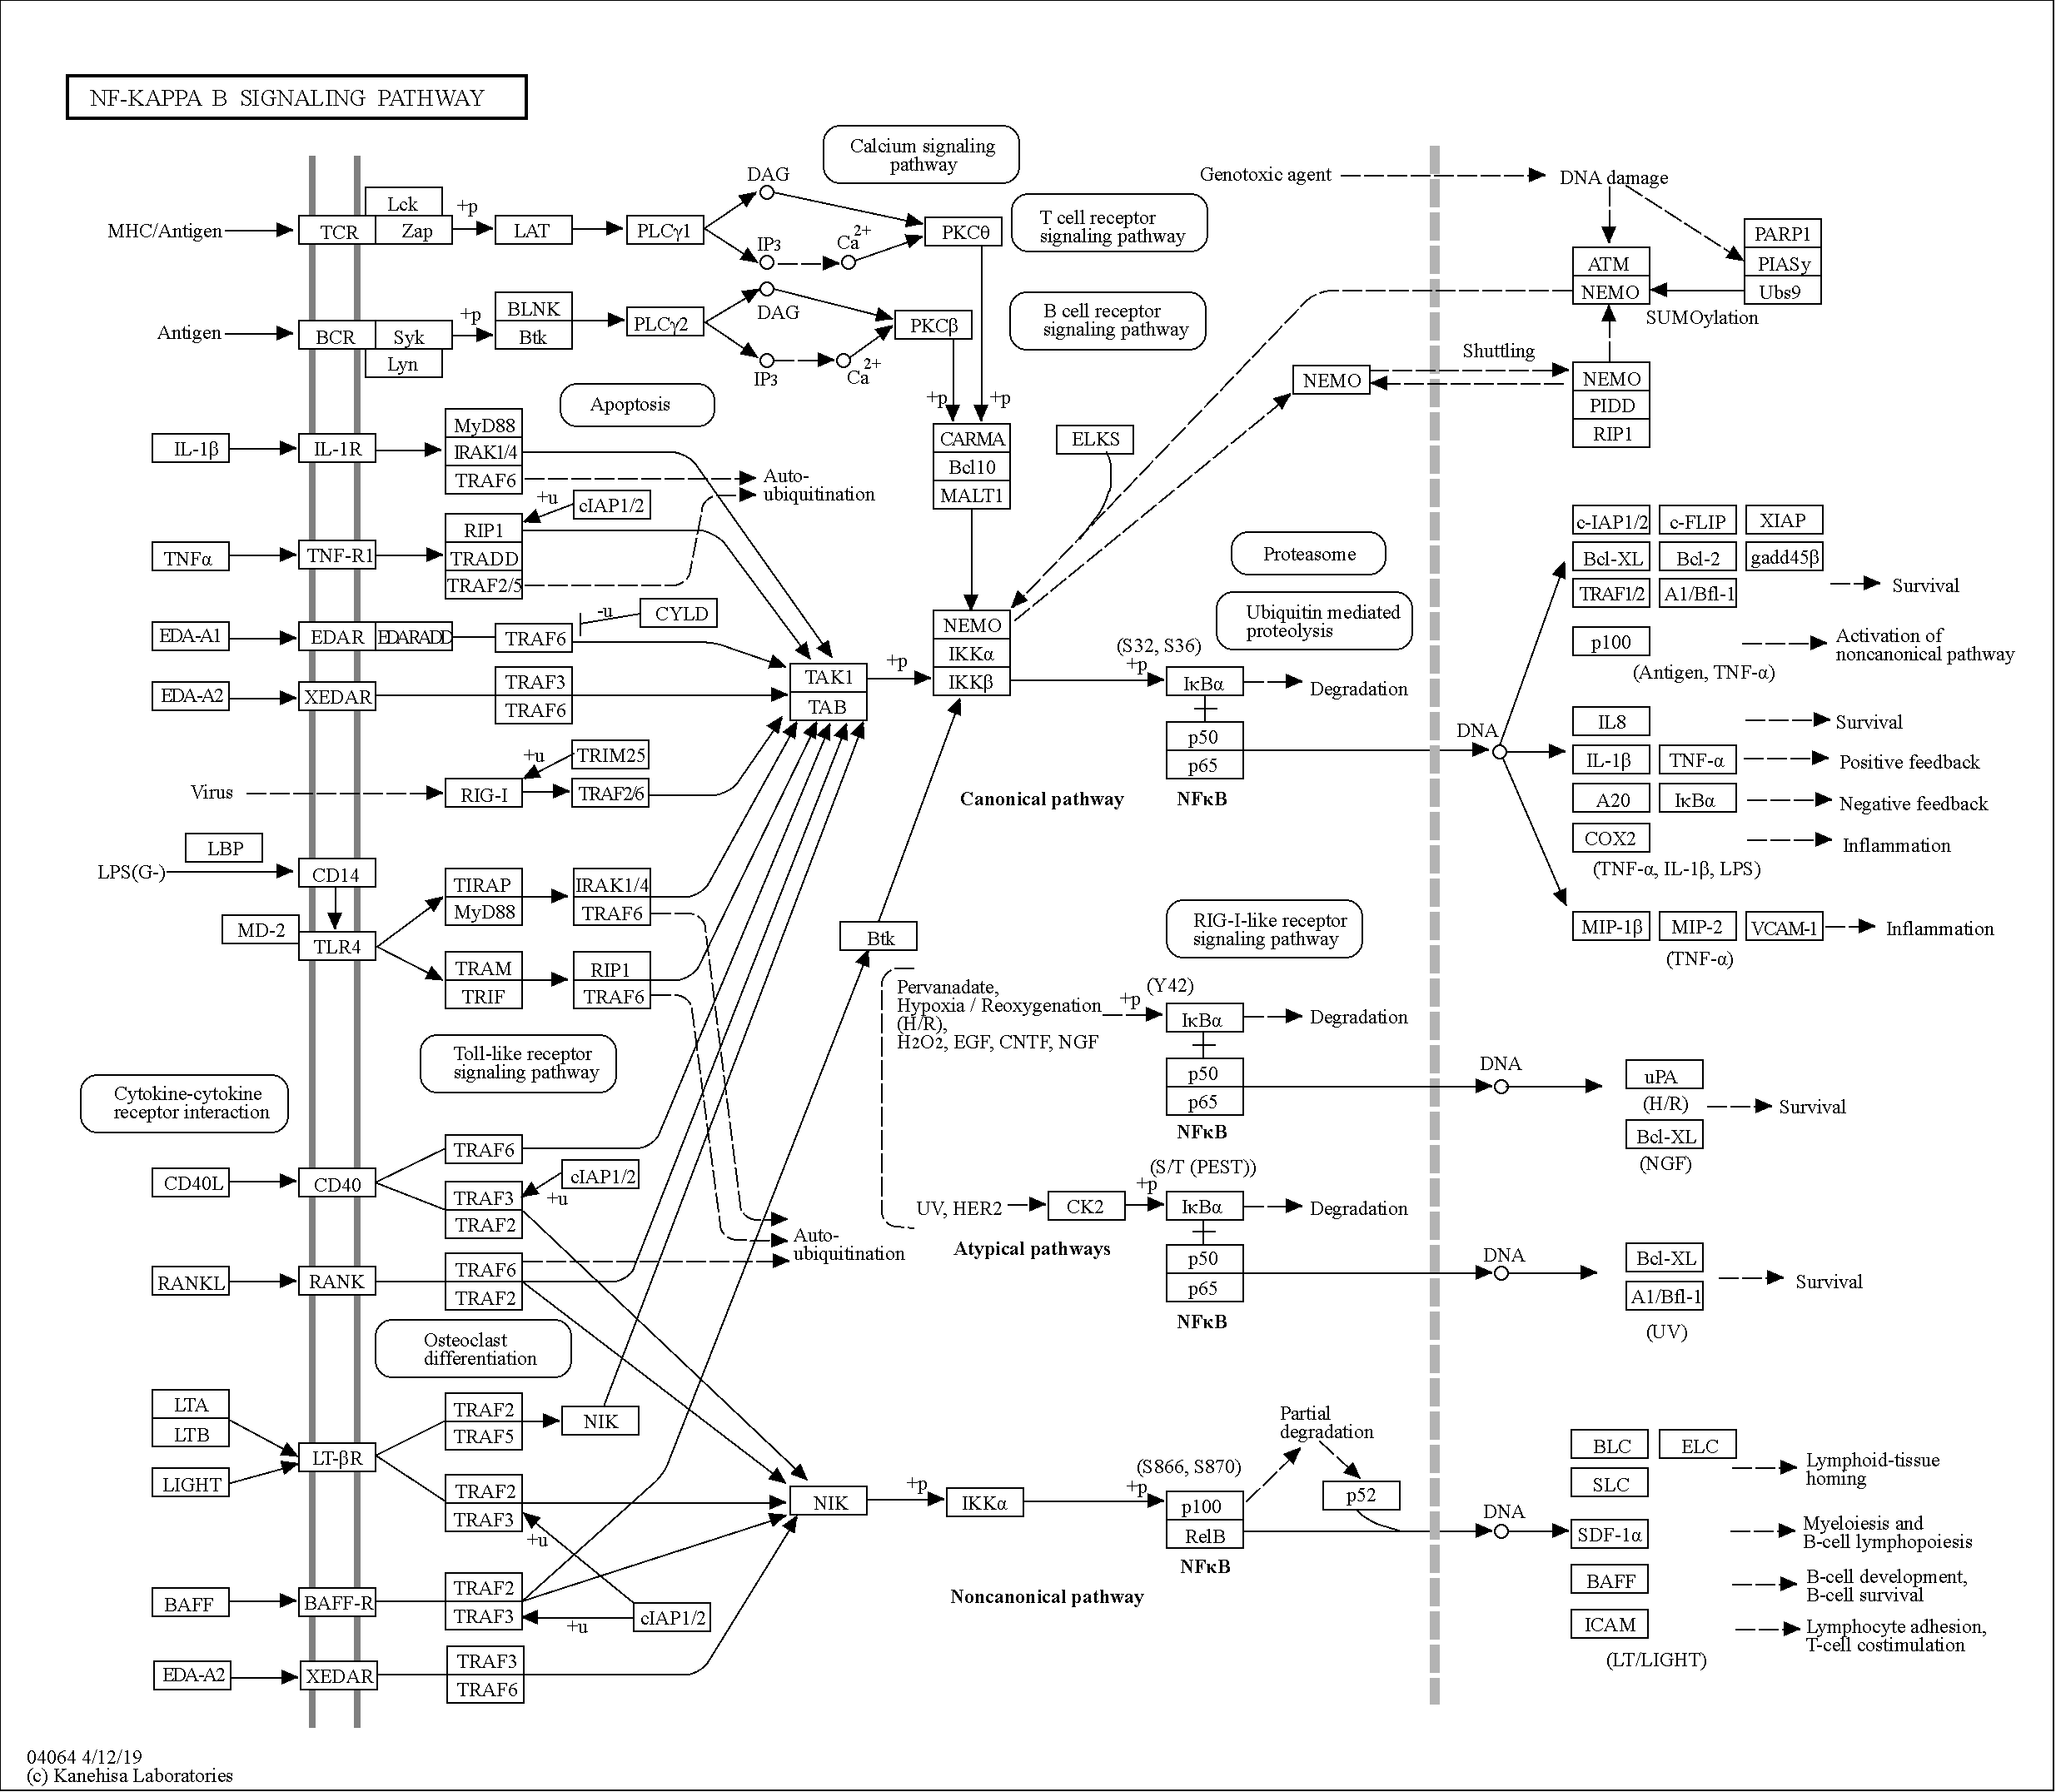 NF-KAPPA B SIGNALING PATHWAY
Calcium signaling
pathway
T cell receptor
signaling pathway
B cell receptor
signaling pathway
MHC/Antigen
TCR
Lck
Zap
+p
LAT
PLCγ1
DAG
IP3
Ca2+
PKCθ
Antigen
BCR
Syk
Lyn
+p
BLNK
Btk
PLCγ2
DAG
IP3
Ca2+
PKCβ
+p
+p
CARMA
Bcl10
MALT1
ELKS
Genotoxic agent
DNA damage
ATM
NEMO
PARP1
PIASy
Ubs9
SUMOylation
Shuttling
NEMO
NEMO
PIDD
RIP1
Apoptosis
IL-1β
IL-1R
MyD88
IRAK1/4
TRAF6
Auto-
ubiquitination
+u
cIAP1/2
TNFα
TNF-R1
RIP1
TRADD
TRAF2/5
EDA-A1
EDAR
EDARADD
TRAF6
-u
CYLD
EDA-A2
XEDAR
TRAF3
TRAF6
TAK1
TAB
+p
NEMO
IKKα
IKKβ
Proteasome
Ubiquitin mediated
proteolysis
(S32, S36)
+p
IκBα
Degradation
p50
p65
NFκB
Canonical pathway
DNA
c-IAP1/2
c-FLIP
XIAP
Bcl-XL
Bcl-2
gadd45β
TRAF1/2
A1/Bfl-1
Survival
p100
Activation of
noncanonical pathway
(Antigen, TNF-α)
IL8
Survival
IL-1β
TNF-α
Positive feedback
A20
IκBα
Negative feedback
COX2
Inflammation
(TNF-α, IL-1β, LPS)
MIP-1β
MIP-2
VCAM-1
Inflammation
(TNF-α)
Virus
RIG-I
+u
TRIM25
TRAF2/6
LBP
LPS(G-)
CD14
MD-2
TLR4
TIRAP
MyD88
IRAK1/4
TRAF6
TRAM
TRIF
RIP1
TRAF6
Btk
Toll-like receptor
signaling pathway
Cytokine-cytokine
receptor interaction
RIG-I-like receptor
signaling pathway
Pervanadate,
Hypoxia / Reoxygenation
(H/R),
H2O2, EGF, CNTF, NGF
+p
(Y42)
IκBα
Degradation
p50
p65
NFκB
DNA
uPA
(H/R)
Bcl-XL
(NGF)
Survival
CD40L
CD40
TRAF6
TRAF3
TRAF2
cIAP1/2
+u
Auto-
ubiquitination
UV, HER2
CK2
+p
(S/T (PEST))
IκBα
Degradation
p50
p65
NFκB
Atypical pathways
DNA
Bcl-XL
A1/Bfl-1
(UV)
Survival
RANKL
RANK
TRAF6
TRAF2
Osteoclast
differentiation
LTA
LTB
LIGHT
LT-βR
TRAF2
TRAF5
NIK
TRAF2
TRAF3
+u
NIK
+p
IKKα
(S866, S870)
+p
p100
RelB
NFκB
Partial
degradation
p52
DNA
Noncanonical pathway
BLC
ELC
SLC
Lymphoid-tissue
homing
SDF-1α
Myeloiesis and
B-cell lymphopoiesis
BAFF
B-cell development,
B-cell survival
ICAM
Lymphocyte adhesion,
T-cell costimulation
(LT/LIGHT)
BAFF
BAFF-R
TRAF2
TRAF3
+u
cIAP1/2
EDA-A2
XEDAR
TRAF3
TRAF6
04064 4/12/19
(c) Kanehisa Laboratories